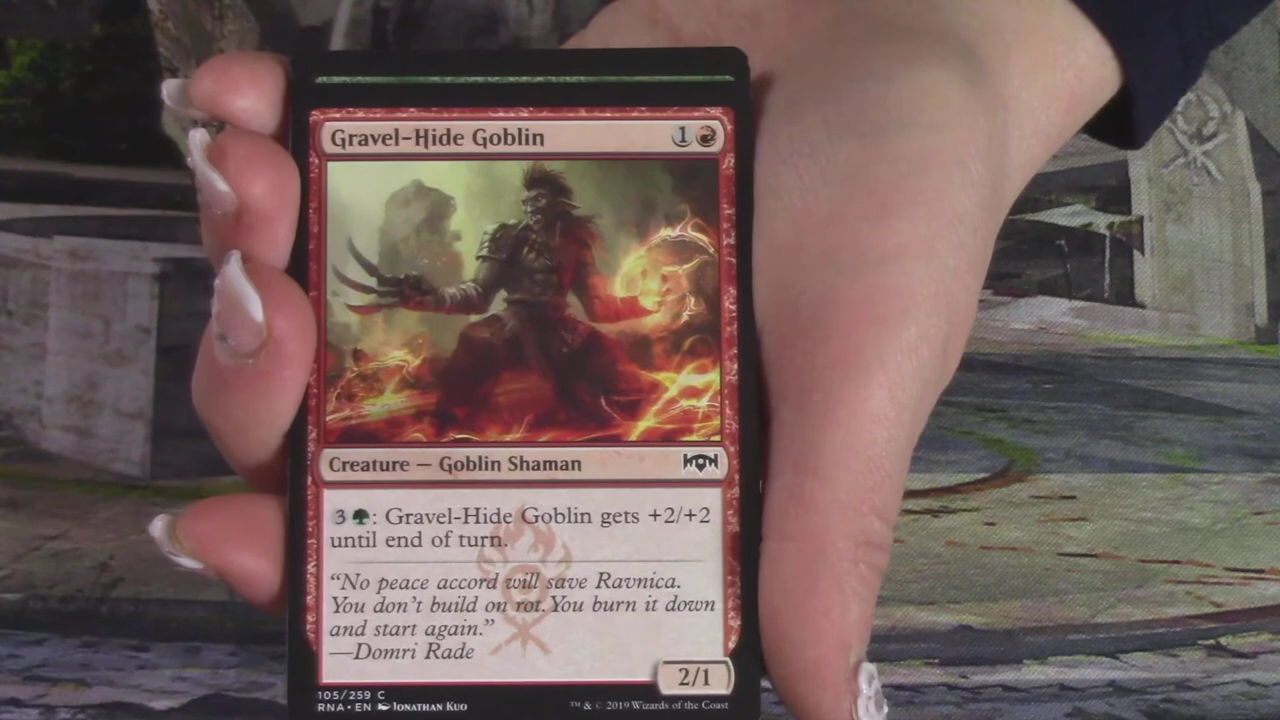 Gravel-Hide Goblin 1
Creature — Goblin Shaman
3 : Gravel-Hide Goblin gets +2/+2
until end of turn.
“No peace accord will save Ravnica.
You don’t build on rot. You burn it down
and start again.”
—Domri Rade
2/1
105/259 C
RNA • EN Jonathan Kuo
™ & © 2019 Wizards of the Coast